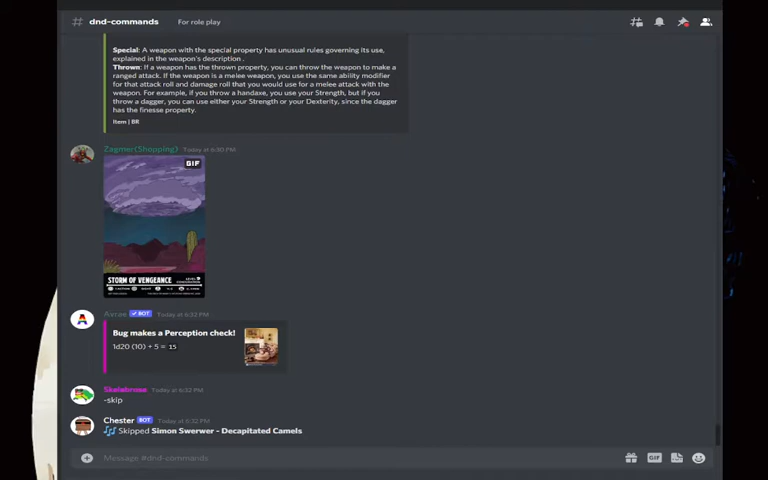 dnd-commands For role play
Special: A weapon with the special property has unusual rules governing its use,
explained in the weapon's description .
Thrown: If a weapon has the thrown property, you can throw the weapon to make a
ranged attack. If the weapon is a melee weapon, you use the same ability modifier
for that attack roll and damage roll that you would use for a melee attack with the
weapon. For example, if you throw a handaxe, you use your Strength, but if you
throw a dagger, you can use either your Strength or your Dexterity, since the dagger
has the finesse property.
Item | BR
Zagmer(Shopping) Today at 6:30 PM
GIF
STORM OF VENGEANCE
Avrae BOT Today at 6:32 PM
Bug makes a Perception check!
1d20 (10) + 5 = 15
Skelebrose Today at 6:32 PM
-skip
Chester BOT Today at 6:32 PM
Skipped Simon Swerwer - Decapitated Camels
Message #dnd-commands
GIF